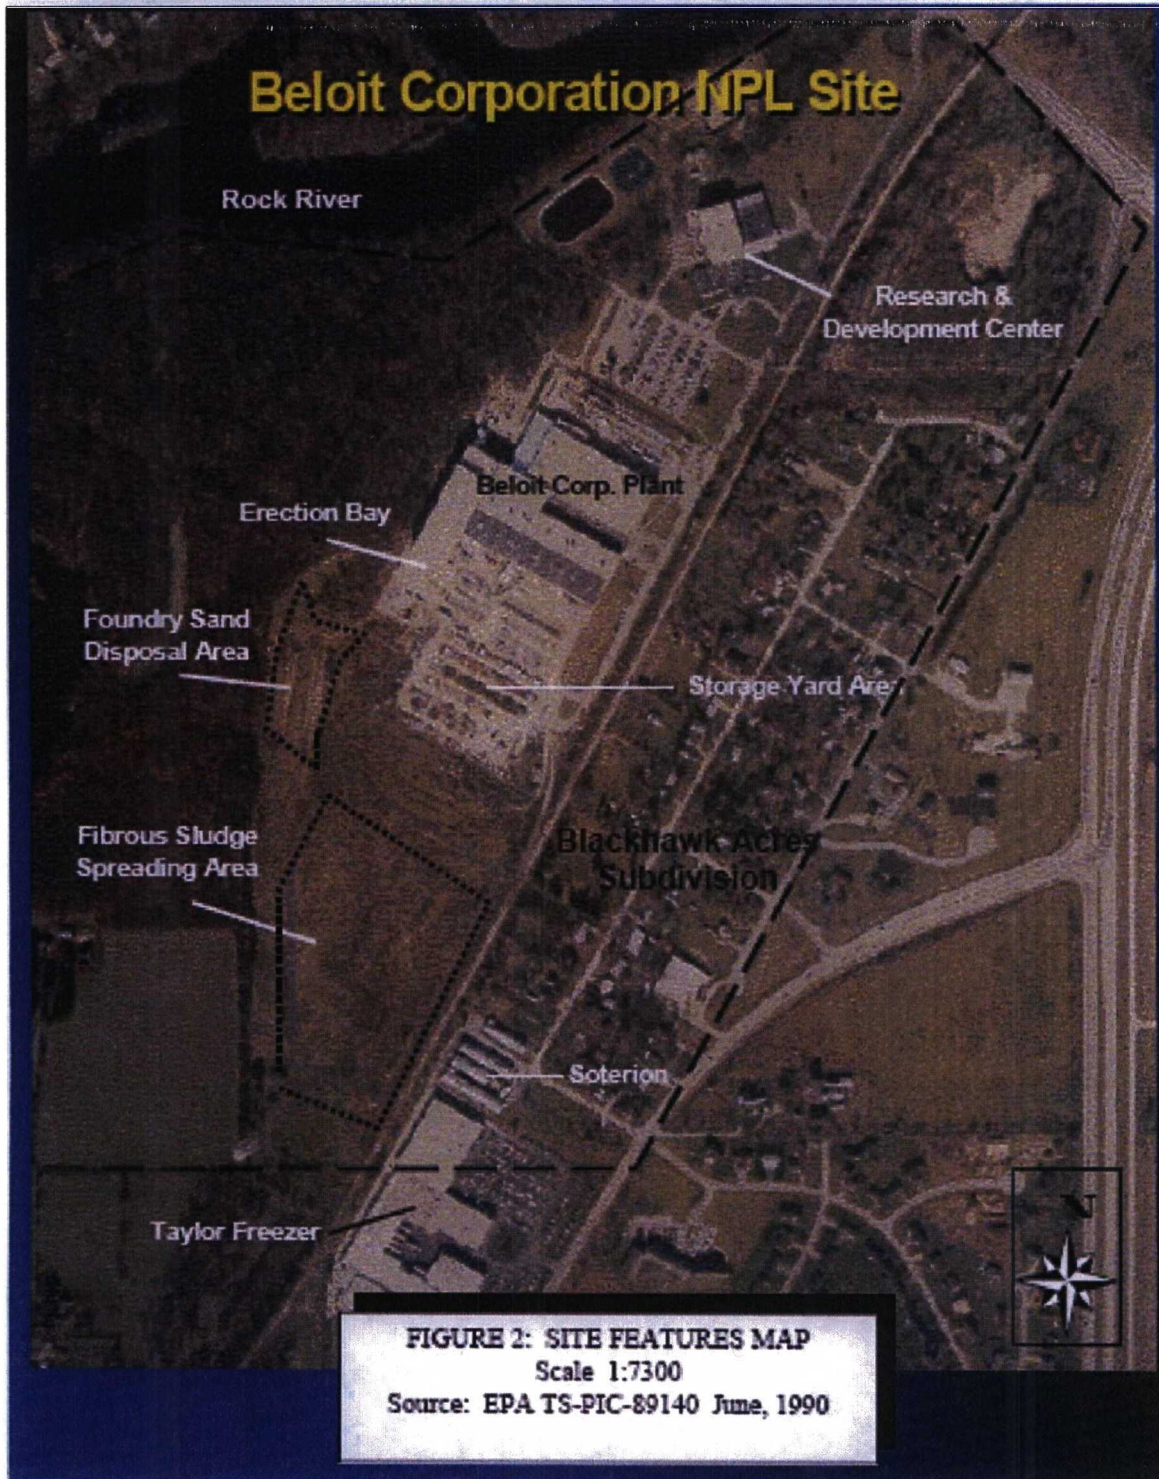 Beloit Corporation NPL Site
Rock River
Research &
Development Center
Beloit Corp. Plant
Erection Bay
Foundry Sand
Disposal Area
Storage Yard Area
Fibrous Sludge
Spreading Area
Blackhawk Acres
Subdivision
Soterion
Taylor Freezer
N
FIGURE 2: SITE FEATURES MAP
Scale 1:7300
Source: EPA TS-PIC-89140 June, 1990